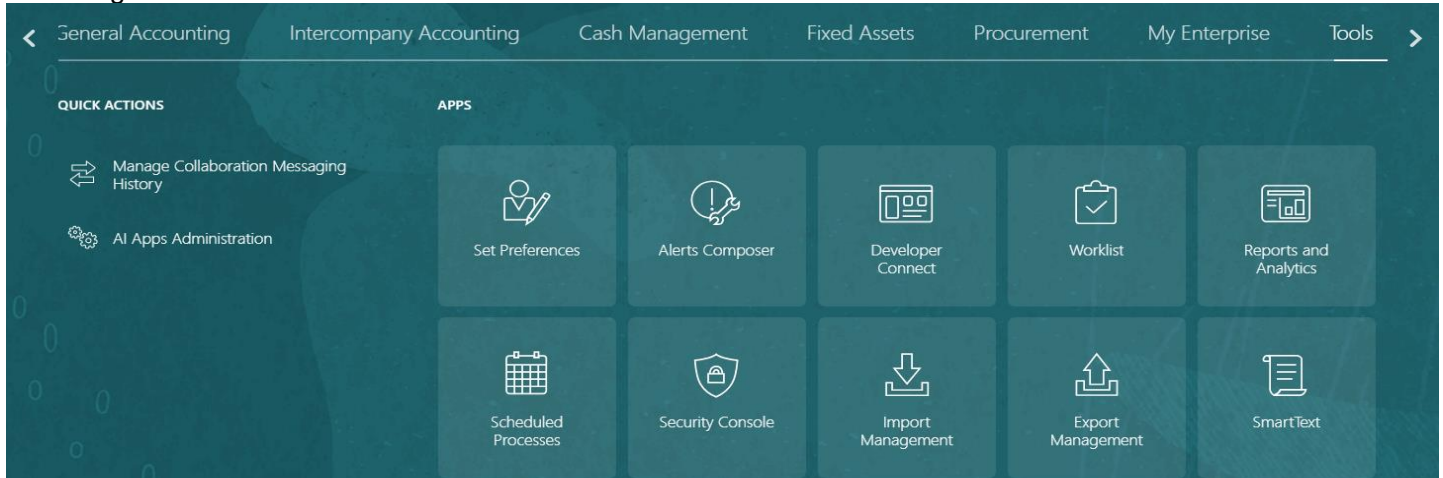 General Accounting Intercompany Accounting Cash Management Fixed Assets Procurement My Enterprise Tools
QUICK ACTIONS
Manage Collaboration Messaging
History
AI Apps Administration
APPS
Set Preferences
Alerts Composer
Developer
Connect
Worklist
Reports and
Analytics
Scheduled
Processes
Security Console
Import
Management
Export
Management
SmartText